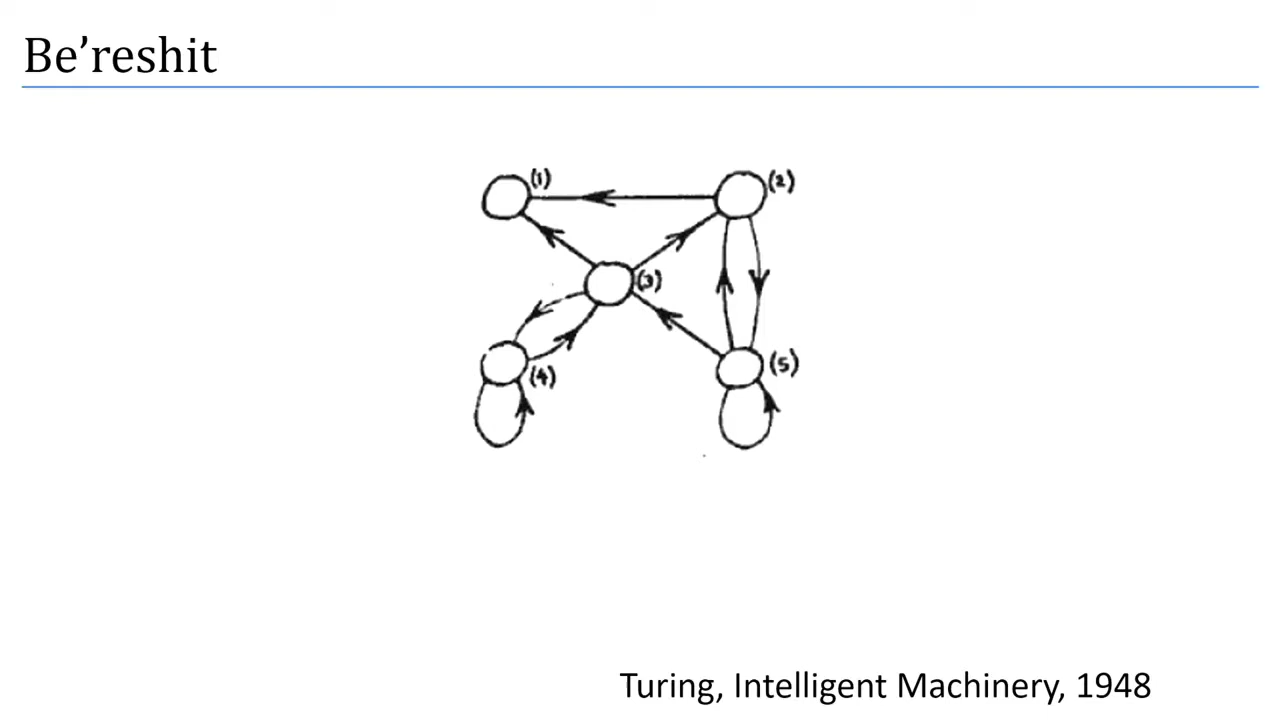 Be’reshit
(1)
(2)
(3)
(4)
(5)
Turing, Intelligent Machinery, 1948